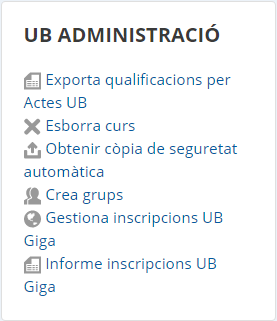 UB ADMINISTRACIÓ
Exporta qualificacions per
Actes UB
Esborra curs
Obtenir còpia de seguretat
automàtica
Crea grups
Gestiona inscripcions UB
Giga
Informe inscripcions UB
Giga